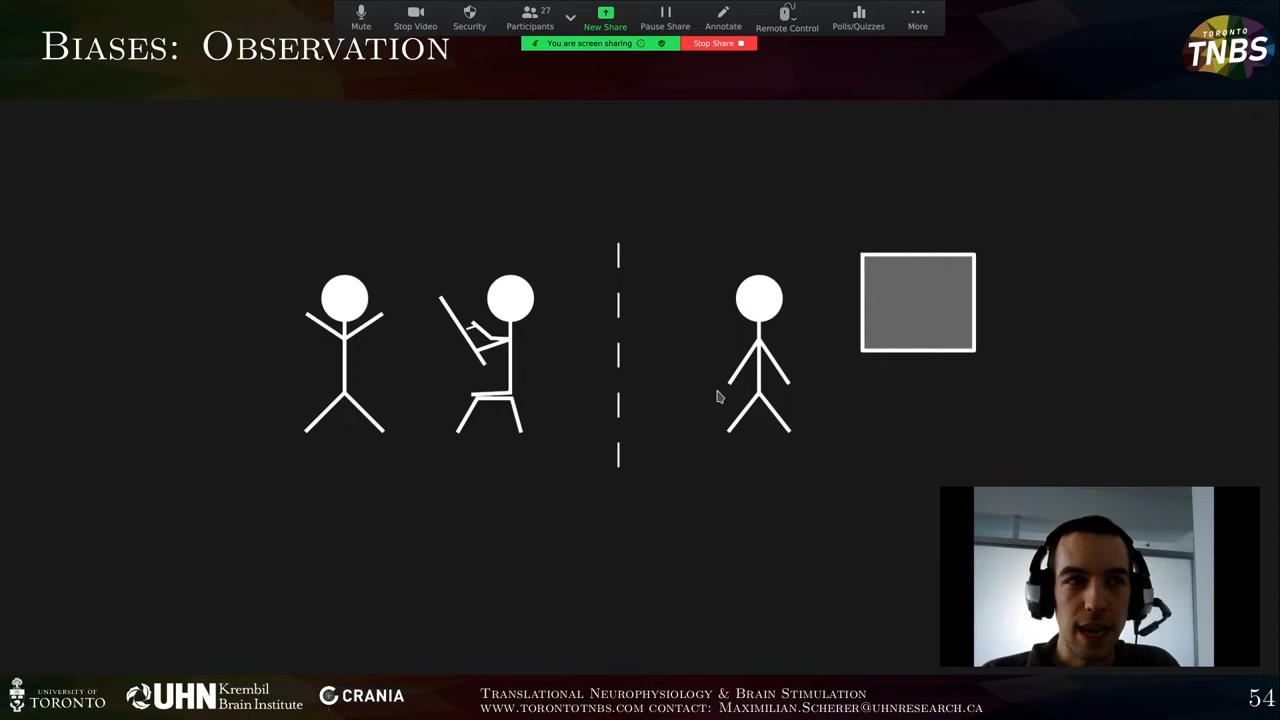 Mute
Stop Video
Security
Participants
27
New Share
Pause Share
Annotate
Remote Control
Polls/Quizzes
More
You are screen sharing
Stop Share
Biases: Observation
TORONTO
TNBS
UNIVERSITY OF
TORONTO
UHN
Krembil
Brain Institute
CRANIA
Translational Neurophysiology & Brain Stimulation
www.torontotnbs.com contact: Maximilian.Scherer@uhnresearch.ca
54